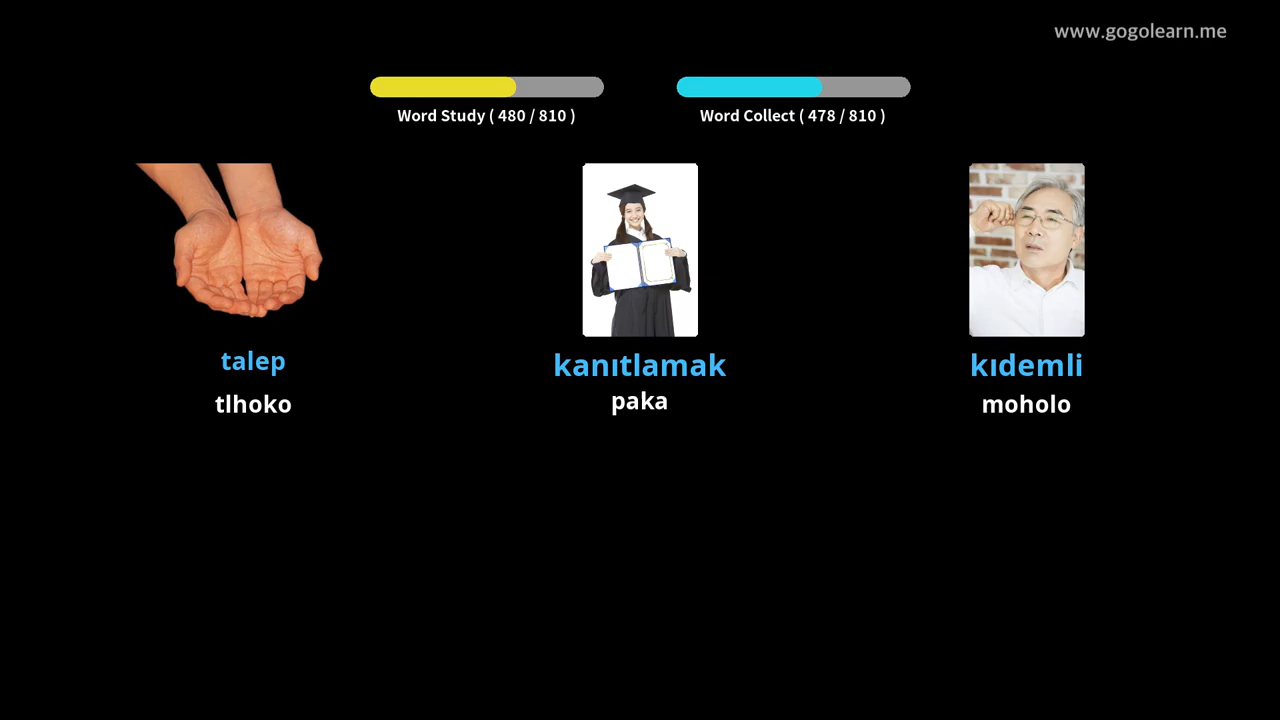 www.gogolearn.me
Word Study ( 480 / 810 )
Word Collect ( 478 / 810 )
talep
kanıtlamak
kıdemli
tlhoko
paka
moholo